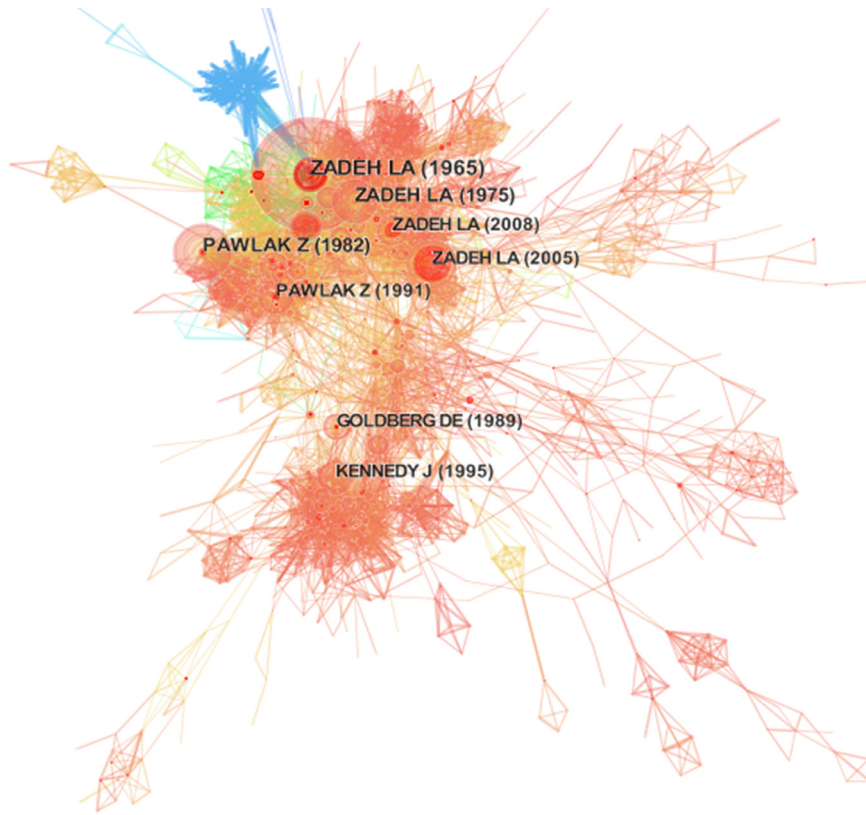 ZADEH LA (1965)
ZADEH LA (1975)
ZADEH LA (2008)
PAWLAK Z (1982)
ZADEH LA (2005)
PAWLAK Z (1991)
GOLDBERG DE (1989)
KENNEDY J (1995)